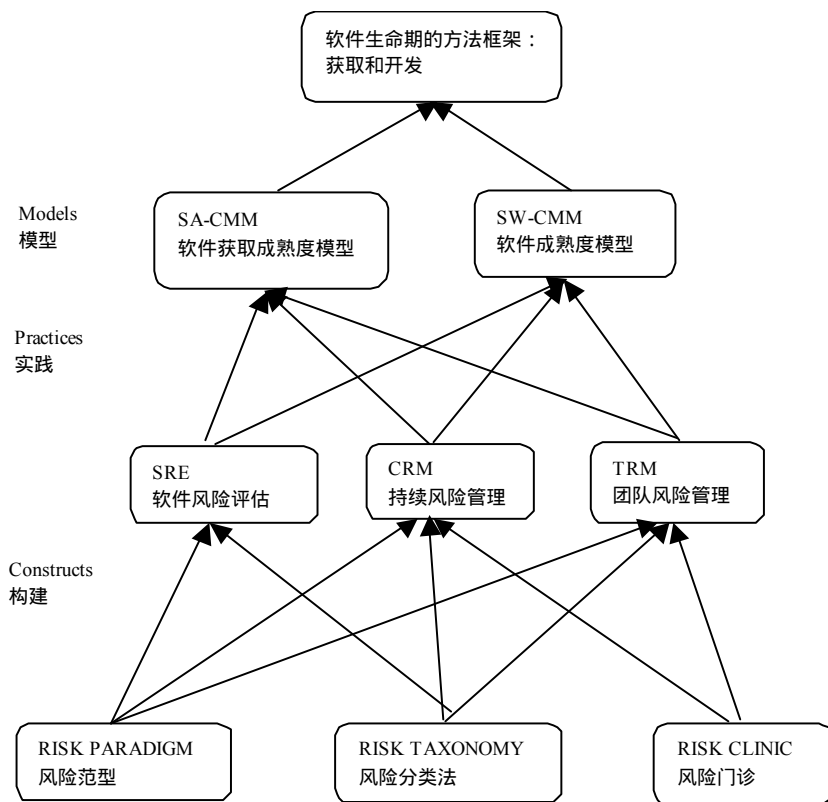 软件生命期的方法框架：
获取和开发
Models
模型
SA-CMM
软件获取成熟度模型
SW-CMM
软件成熟度模型
Practices
实践
SRE
软件风险评估
CRM
持续风险管理
TRM
团队风险管理
Constructs
构建
RISK PARADIGM
风险范型
RISK TAXONOMY
风险分类法
RISK CLINIC
风险门诊